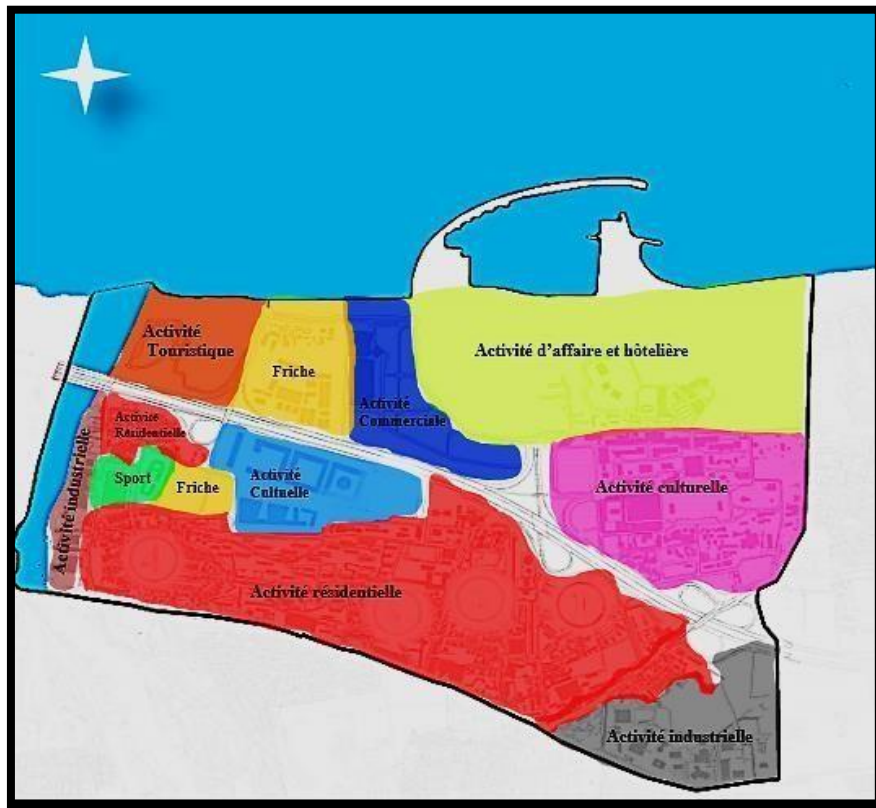 Activité
Touristique
Friche
Activité d'affaire et hôtelière
Activité
Commerciale
Activité
Résidentielle
Activité industrielle
Sport
Friche
Activité
Cultuelle
Activité culturelle
Activité résidentielle
Activité industrielle